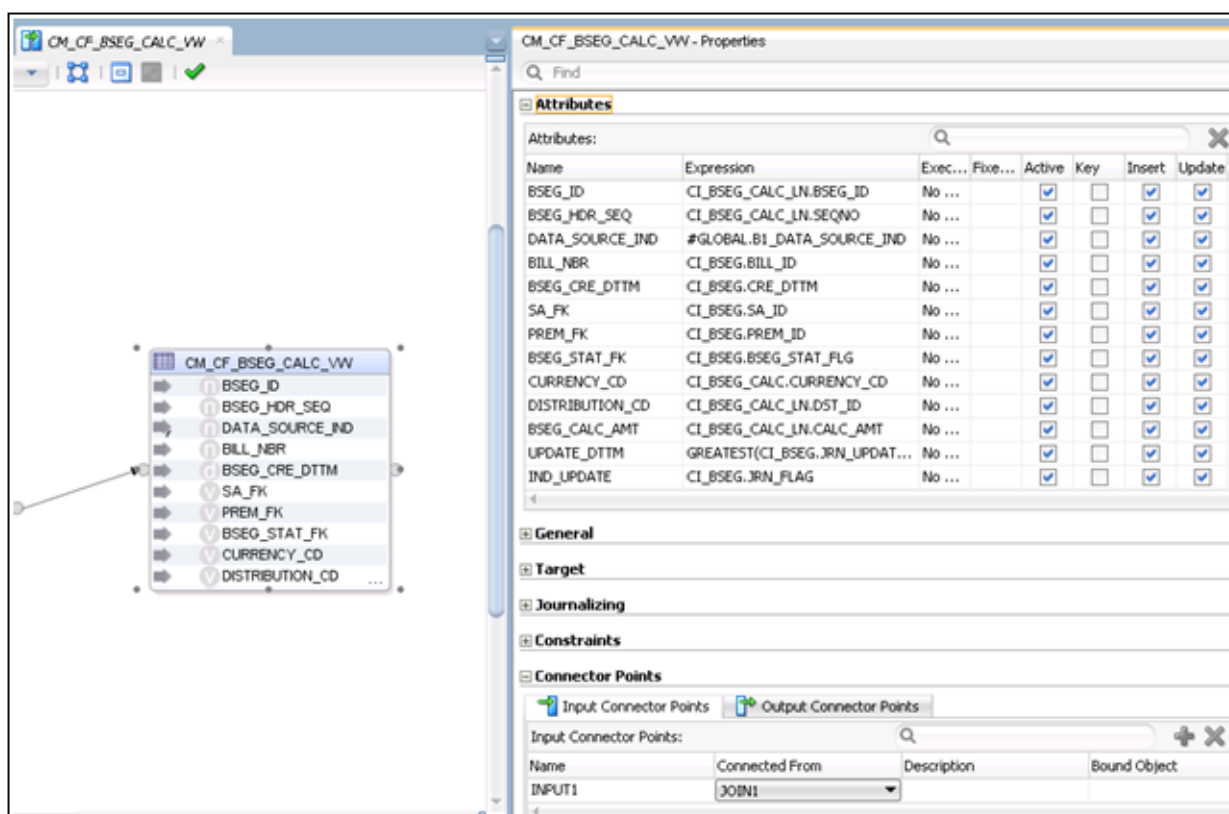 CM_CF_BSEG_CALC_VW
CM_CF_BSEG_CALC_VW
BSEG_ID
BSEG_HDR_SEQ
DATA_SOURCE_IND
BILL_NBR
BSEG_CRE_DTTM
SA_FK
PREM_FK
BSEG_STAT_FK
CURRENCY_CD
DISTRIBUTION_CD ...
CM_CF_BSEG_CALC_VW - Properties
Find
Attributes
Attributes:
Name Expression Exec... Fixe... Active Key Insert Update
BSEG_ID CI_BSEG_CALC_LN.BSEG_ID No ...
BSEG_HDR_SEQ CI_BSEG_CALC_LN.SEQNO No ...
DATA_SOURCE_IND #GLOBAL.B1_DATA_SOURCE_IND No ...
BILL_NBR CI_BSEG.BILL_ID No ...
BSEG_CRE_DTTM CI_BSEG.CRE_DTTM No ...
SA_FK CI_BSEG.SA_ID No ...
PREM_FK CI_BSEG.PREM_ID No ...
BSEG_STAT_FK CI_BSEG.BSEG_STAT_FLG No ...
CURRENCY_CD CI_BSEG_CALC.CURRENCY_CD No ...
DISTRIBUTION_CD CI_BSEG_CALC_LN.DST_ID No ...
BSEG_CALC_AMT CI_BSEG_CALC_LN.CALC_AMT No ...
UPDATE_DTTM GREATEST(CI_BSEG.JRN_UPDAT... No ...
IND_UPDATE CI_BSEG.JRN_FLAG No ...
General
Target
Journalizing
Constraints
Connector Points
Input Connector Points Output Connector Points
Input Connector Points:
Name Connected From Description Bound Object
INPUT1 JOIN1